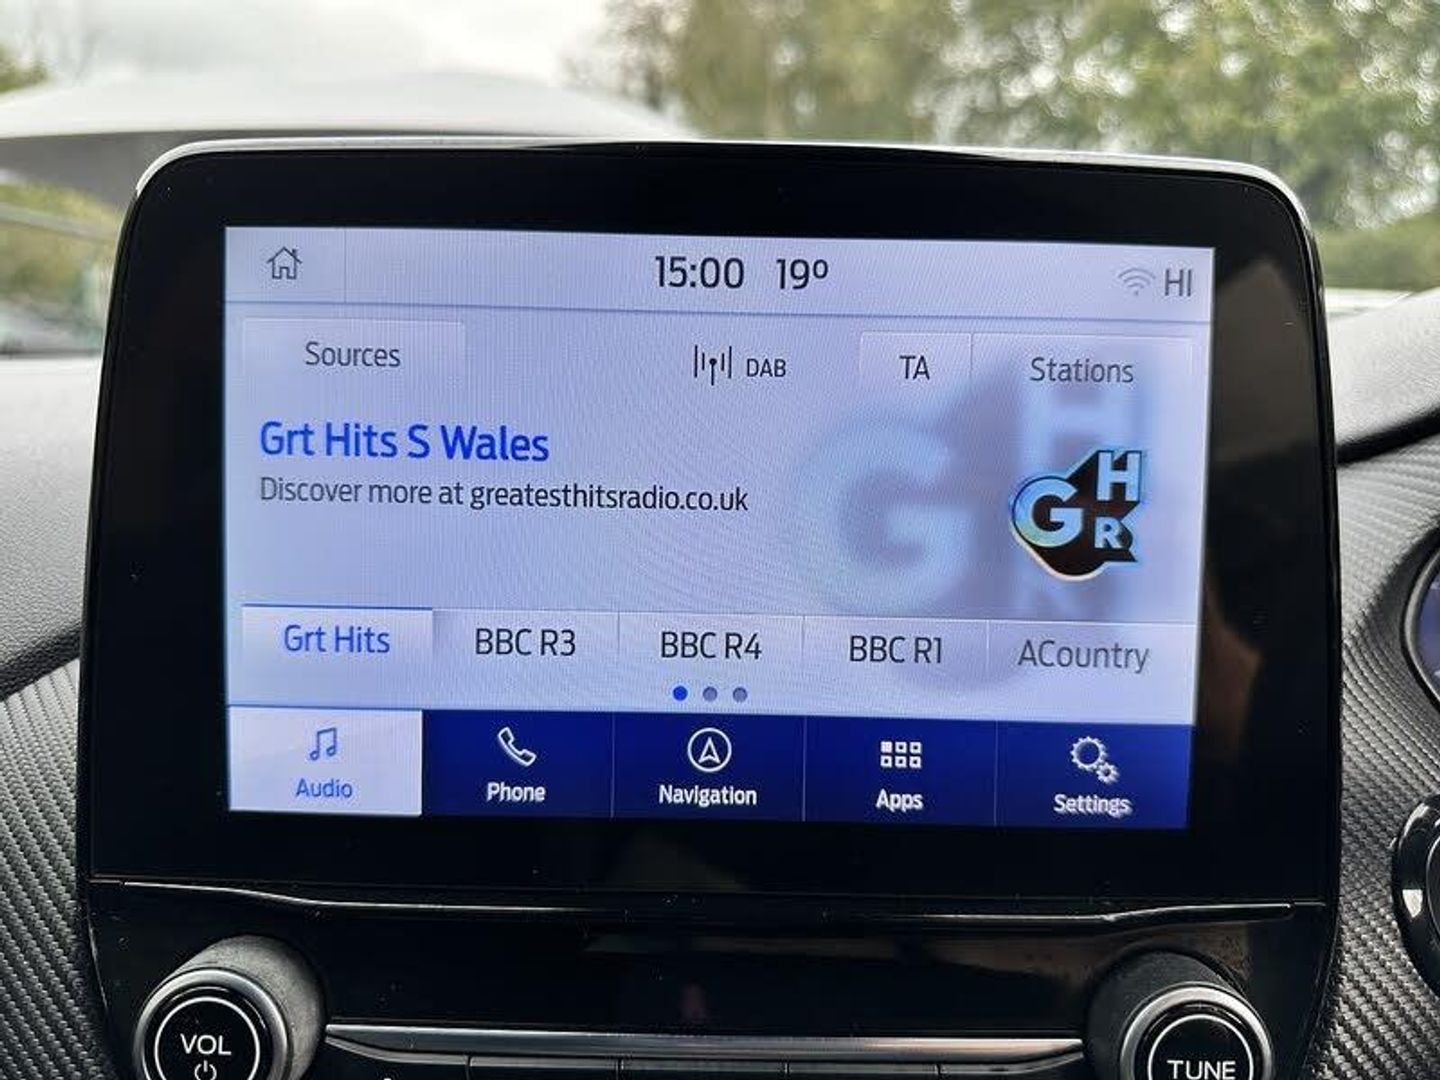 15:00 19º HI
Sources DAB TA Stations
Grt Hits S Wales
Discover more at greatesthitsradio.co.uk
GHR
Grt Hits BBC R3 BBC R4 BBC R1 ACountry
Audio Phone Navigation Apps Settings
VOL TUNE